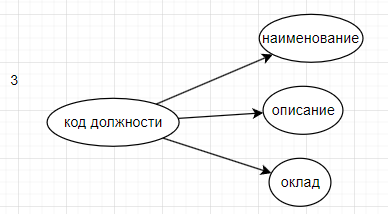 наименование
3
описание
код должности
оклад